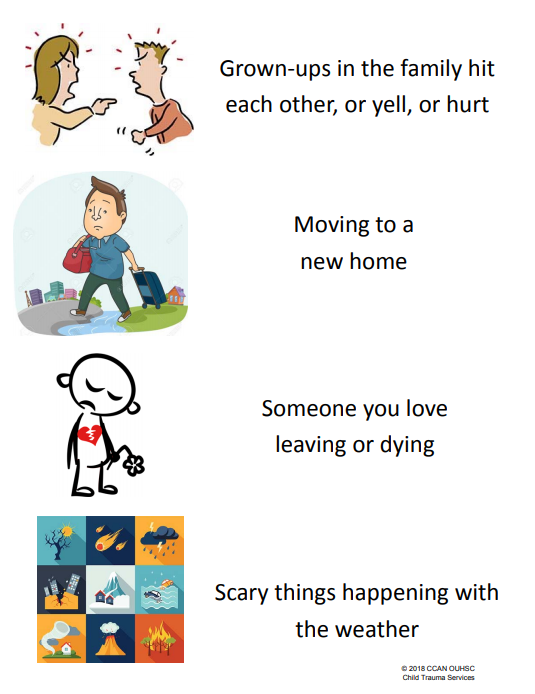 Grown-ups in the family hit
each other, or yell, or hurt
Moving to a
new home
Someone you love
leaving or dying
Scary things happening with
the weather
© 2018 CCAN OUHSC
Child Trauma Services